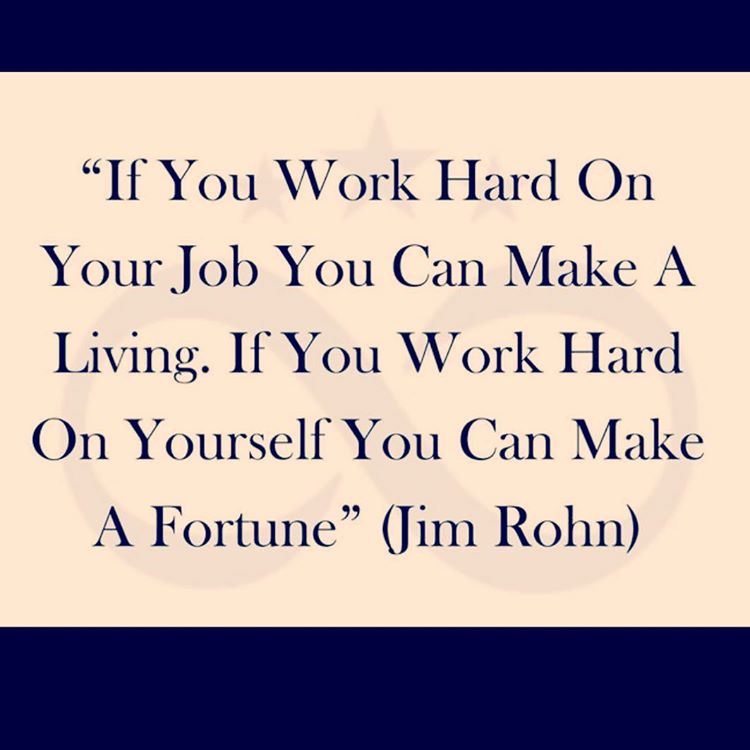 “If You Work Hard On
Your Job You Can Make A
Living. If You Work Hard
On Yourself You Can Make
A Fortune” (Jim Rohn)